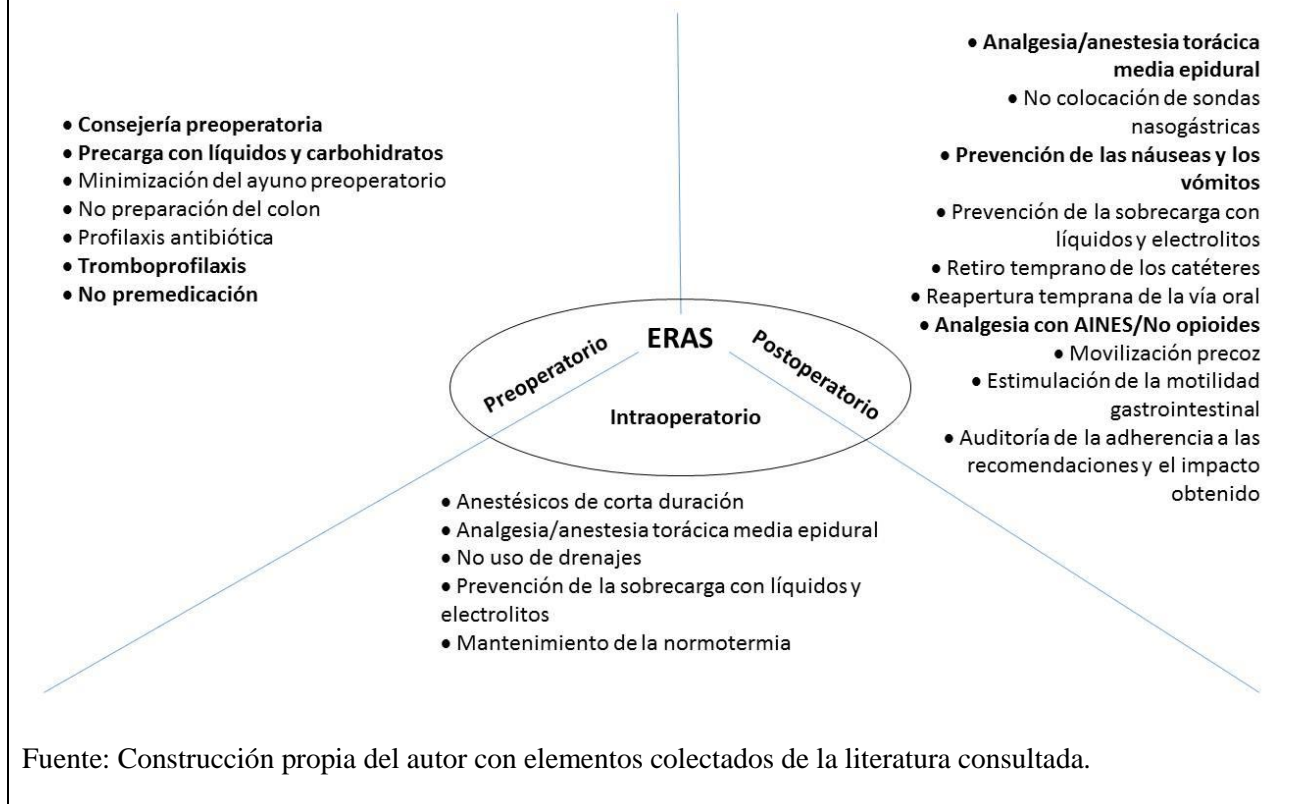 • Consejería preoperatoria
• Precarga con líquidos y carbohidratos
• Minimización del ayuno preoperatorio
• No preparación del colon
• Profilaxis antibiótica
• Tromboprofilaxis
• No premedicación
• Analgesia/anestesia torácica
media epidural
• No colocación de sondas
nasogástricas
• Prevención de las náuseas y los
vómitos
• Prevención de la sobrecarga con
líquidos y electrolitos
• Retiro temprano de los catéteres
• Reapertura temprana de la vía oral
• Analgesia con AINES/No opioides
• Movilización precoz
• Estimulación de la motilidad
gastrointestinal
• Auditoría de la adherencia a las
recomendaciones y el impacto
obtenido
ERAS
Preoperatorio
Postoperatorio
Intraoperatorio
• Anestésicos de corta duración
• Analgesia/anestesia torácica media epidural
• No uso de drenajes
• Prevención de la sobrecarga con líquidos y
electrolitos
• Mantenimiento de la normotermia
Fuente: Construcción propia del autor con elementos colectados de la literatura consultada.